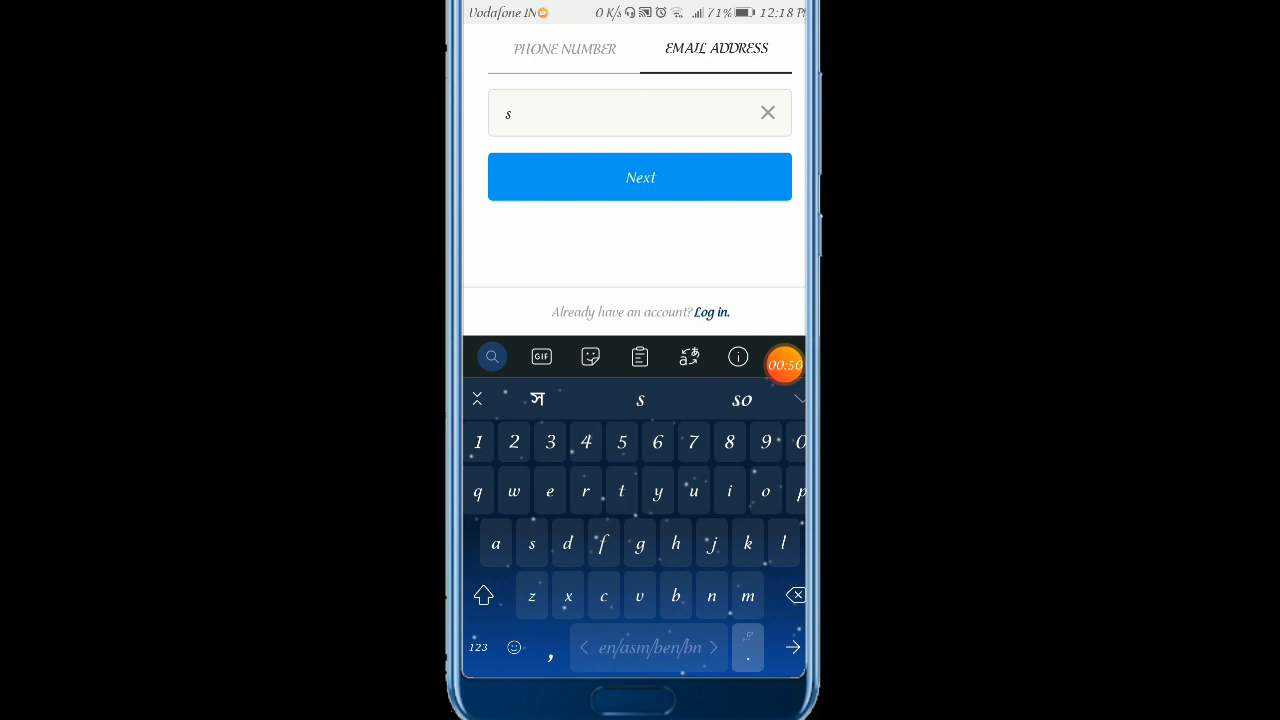 Vodafone IN 0 K/s 71% 12:18 P
PHONE NUMBER EMAIL ADDRESS
s
Next
Already have an account? Log in.
GIF 00:50
স s so
1 2 3 4 5 6 7 8 9 0
q w e r t y u i o p
a s d f g h j k l
z x c v b n m
123 , < en/asm/ben/bn > ,!? .